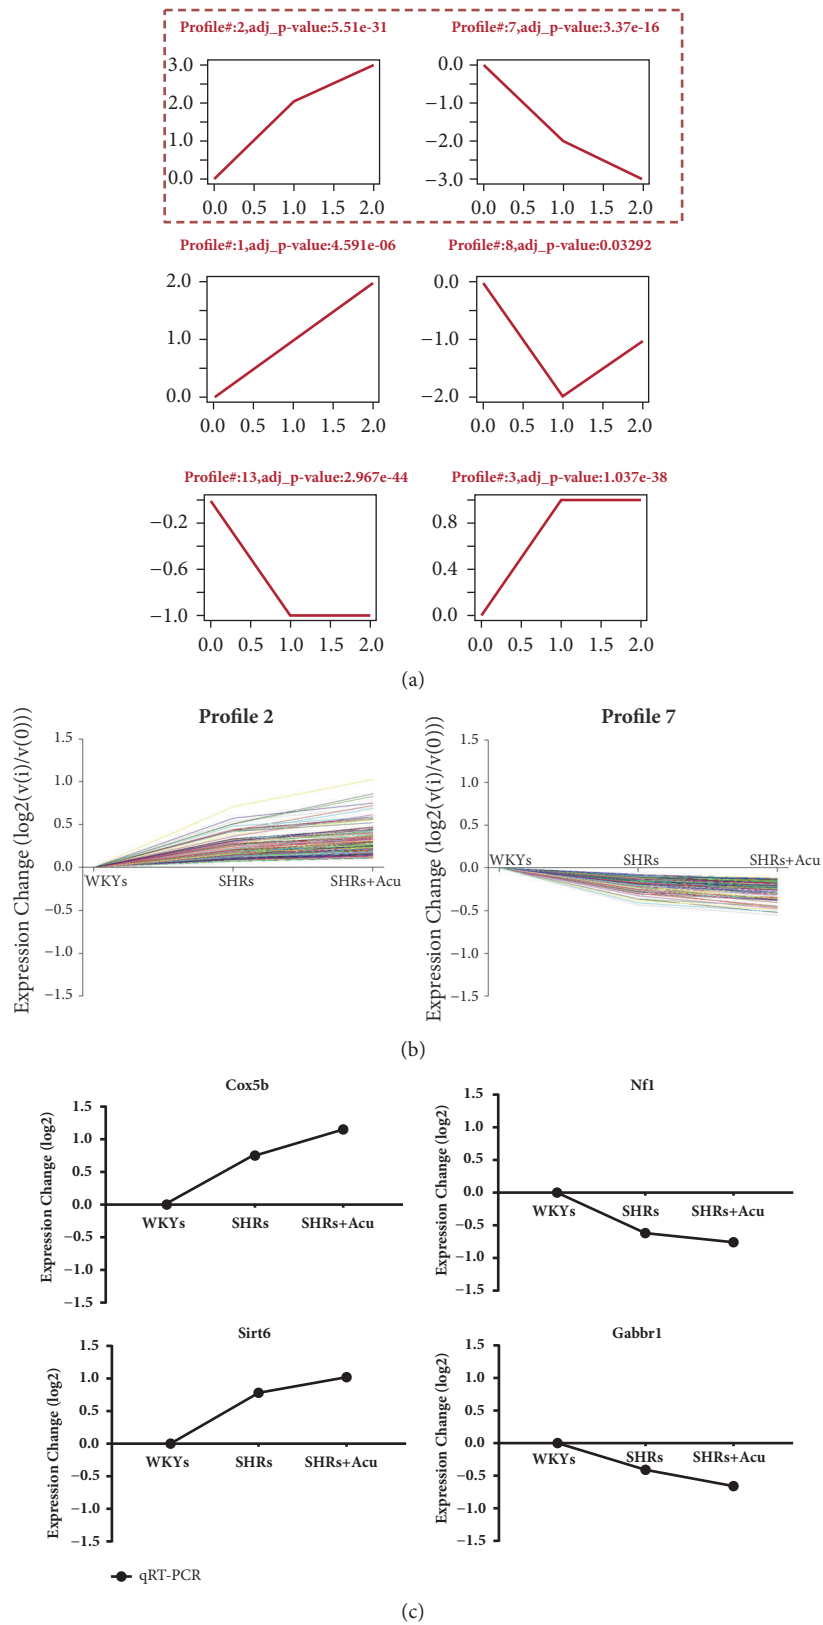 Profile#:2,adj_p-value:5.51e-31
Profile#:7,adj_p-value:3.37e-16
3.0
2.0
1.0
0.0
0.0 0.5 1.0 1.5 2.0
0.0
−1.0
−2.0
−3.0
0.0 0.5 1.0 1.5 2.0
Profile#:1,adj_p-value:4.591e-06
Profile#:8,adj_p-value:0.03292
2.0
1.0
0.0
0.0 0.5 1.0 1.5 2.0
0.0
−1.0
−2.0
0.0 0.5 1.0 1.5 2.0
Profile#:13,adj_p-value:2.967e-44
Profile#:3,adj_p-value:1.037e-38
−0.2
−0.6
−1.0
0.0 0.5 1.0 1.5 2.0
0.8
0.4
0.0
0.0 0.5 1.0 1.5 2.0
(a)
Profile 2
Expression Change (log2(v(i)/v(0)))
1.5
1.0
0.5
0.0
−0.5
−1.0
−1.5
WKYs SHRs SHRs+Acu
Profile 7
Expression Change (log2(v(i)/v(0)))
1.5
1.0
0.5
0.0
−0.5
−1.0
−1.5
WKYs SHRs SHRs+Acu
(b)
Cox5b
Expression Change (log2)
1.5
1.0
0.5
0.0
−0.5
−1.0
−1.5
WKYs SHRs SHRs+Acu
Nf1
Expression Change (log2)
1.5
1.0
0.5
0.0
−0.5
−1.0
−1.5
WKYs SHRs SHRs+Acu
Sirt6
Expression Change (log2)
1.5
1.0
0.5
0.0
−0.5
−1.0
−1.5
WKYs SHRs SHRs+Acu
Gabbr1
Expression Change (log2)
1.5
1.0
0.5
0.0
−0.5
−1.0
−1.5
WKYs SHRs SHRs+Acu
qRT-PCR
(c)